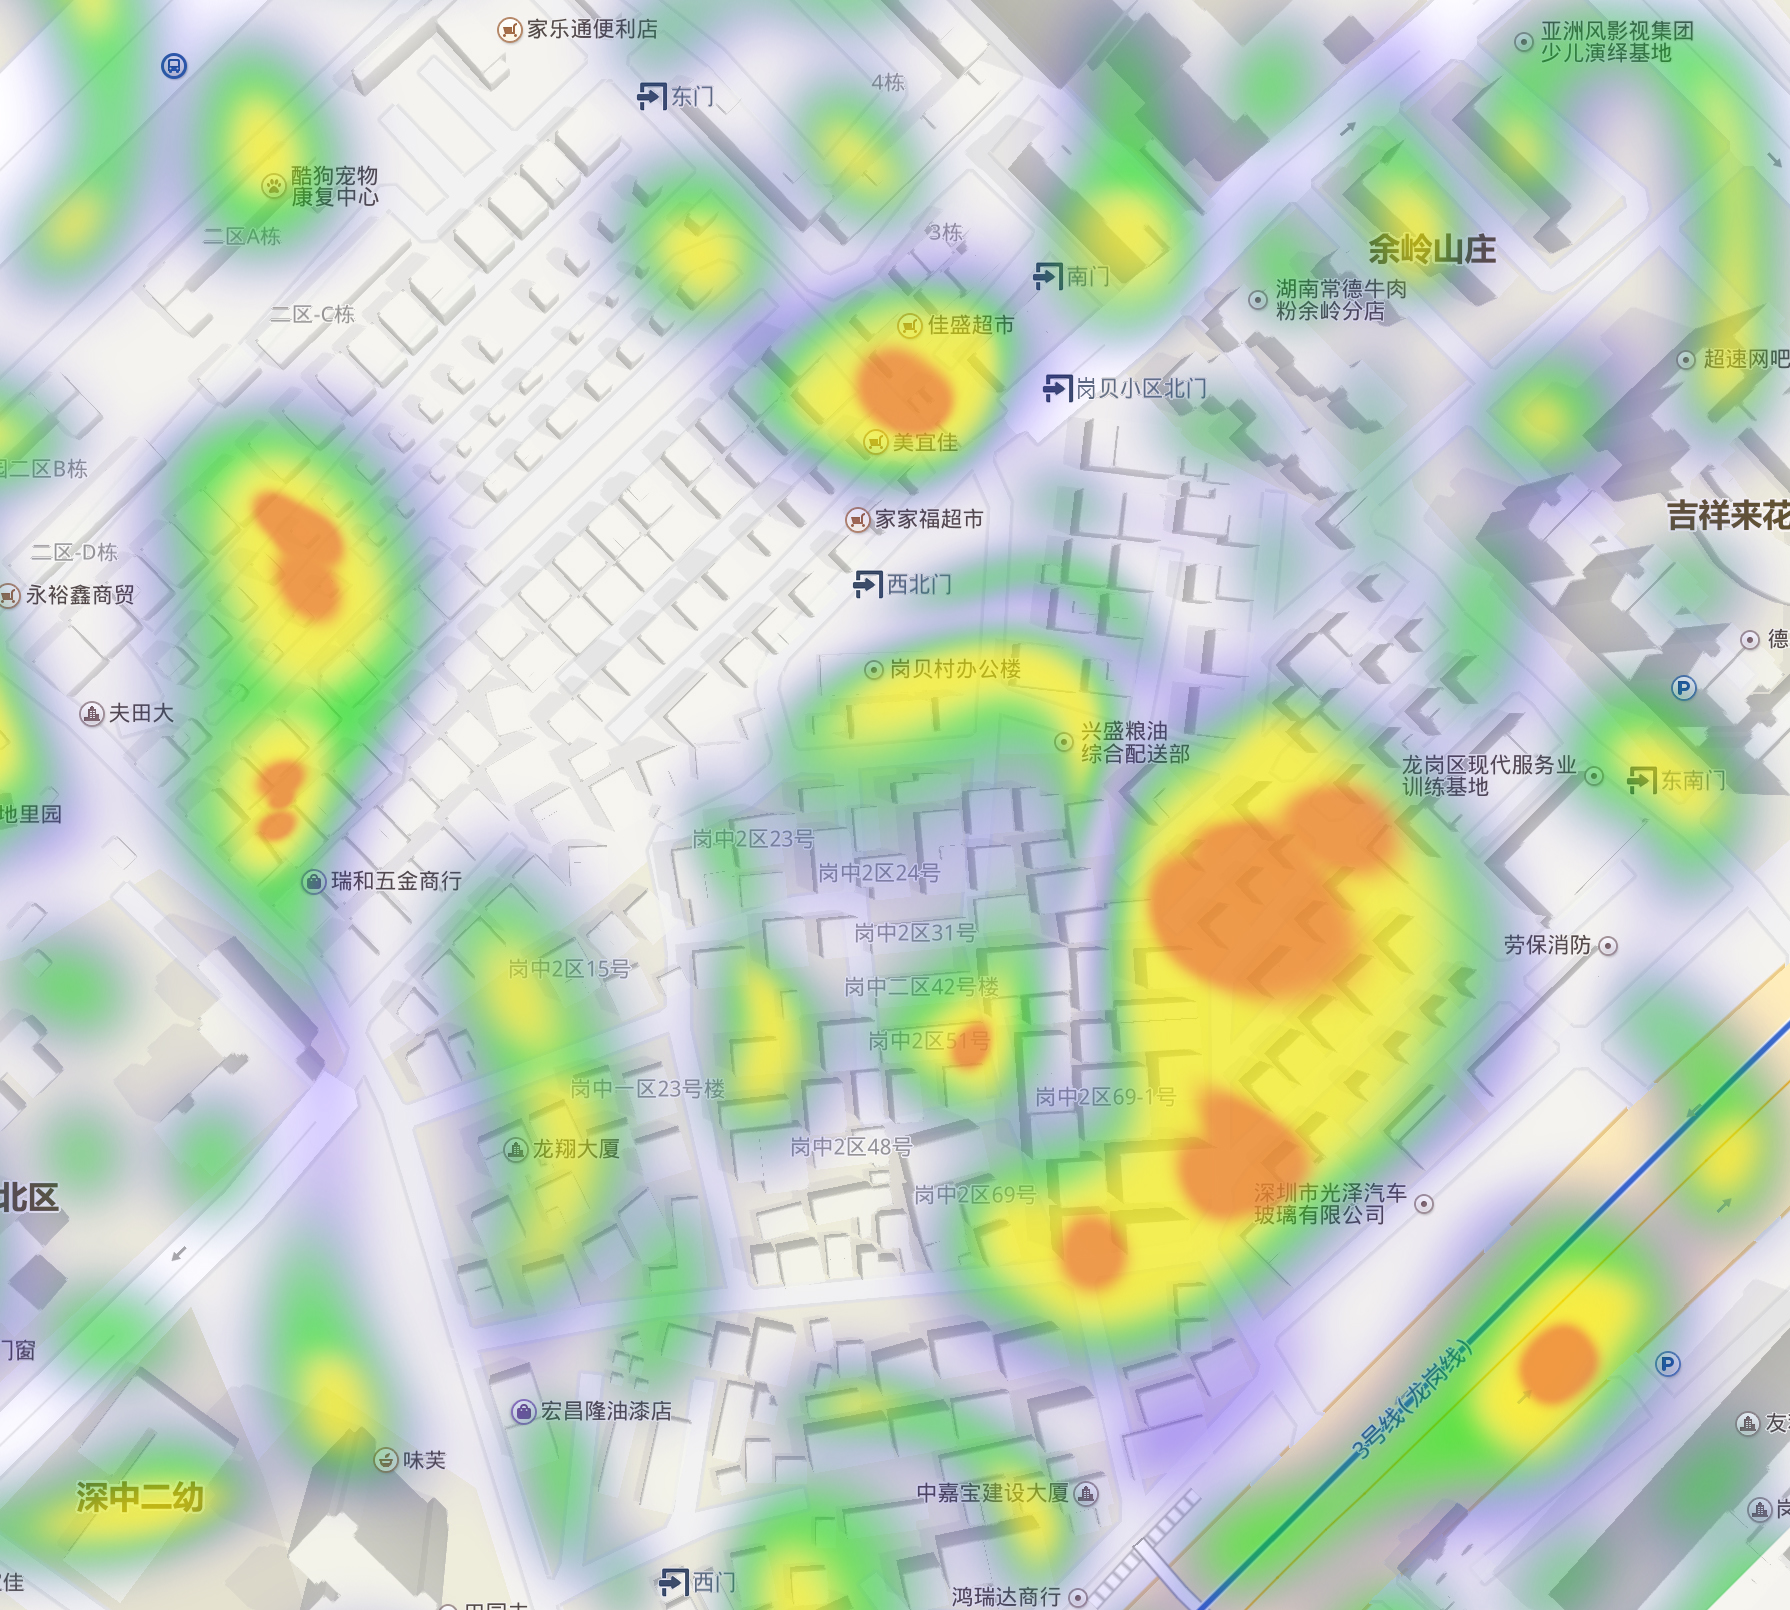 家乐通便利店
亚洲风影视集团
少儿演绎基地
4栋
东门
酷狗宠物
康复中心
二区A栋
3栋
余岭山庄
南门
湖南常德牛肉
粉余岭分店
二区-C栋
佳盛超市
超速网吧
岗贝小区北门
美宜佳
园二区B栋
家家福超市
吉祥来花
二区-D栋
永裕鑫商贸
西北门
德
岗贝村办公楼
P
夫田大
兴盛粮油
综合配送部
龙岗区现代服务业
训练基地
东南门
地里园
岗中2区23号
岗中2区24号
瑞和五金商行
岗中2区31号
劳保消防
岗中2区15号
岗中二区42号楼
岗中2区51号
岗中一区23号楼
岗中2区69-1号
龙翔大厦
岗中2区48号
北区
岗中2区69号
深圳市光泽汽车
玻璃有限公司
门窗
P
3号线(龙岗线)
宏昌隆油漆店
友
味芙
深中二幼
中嘉宝建设大厦
岗
佳
西门
鸿瑞达商行